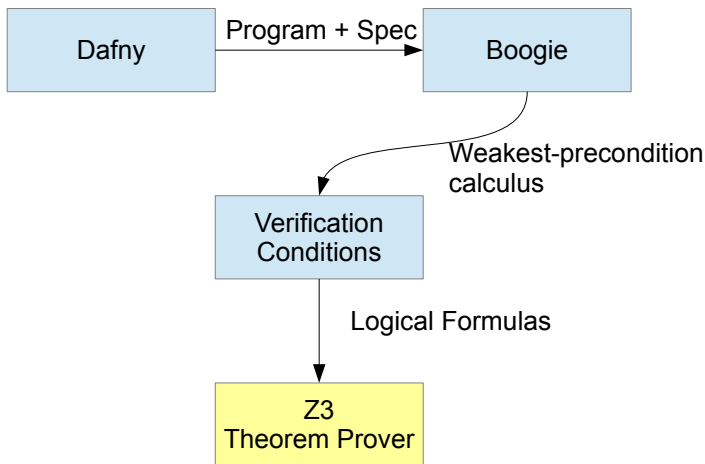 Dafny
Program + Spec
Boogie
Weakest-precondition
calculus
Verification
Conditions
Logical Formulas
Z3
Theorem Prover